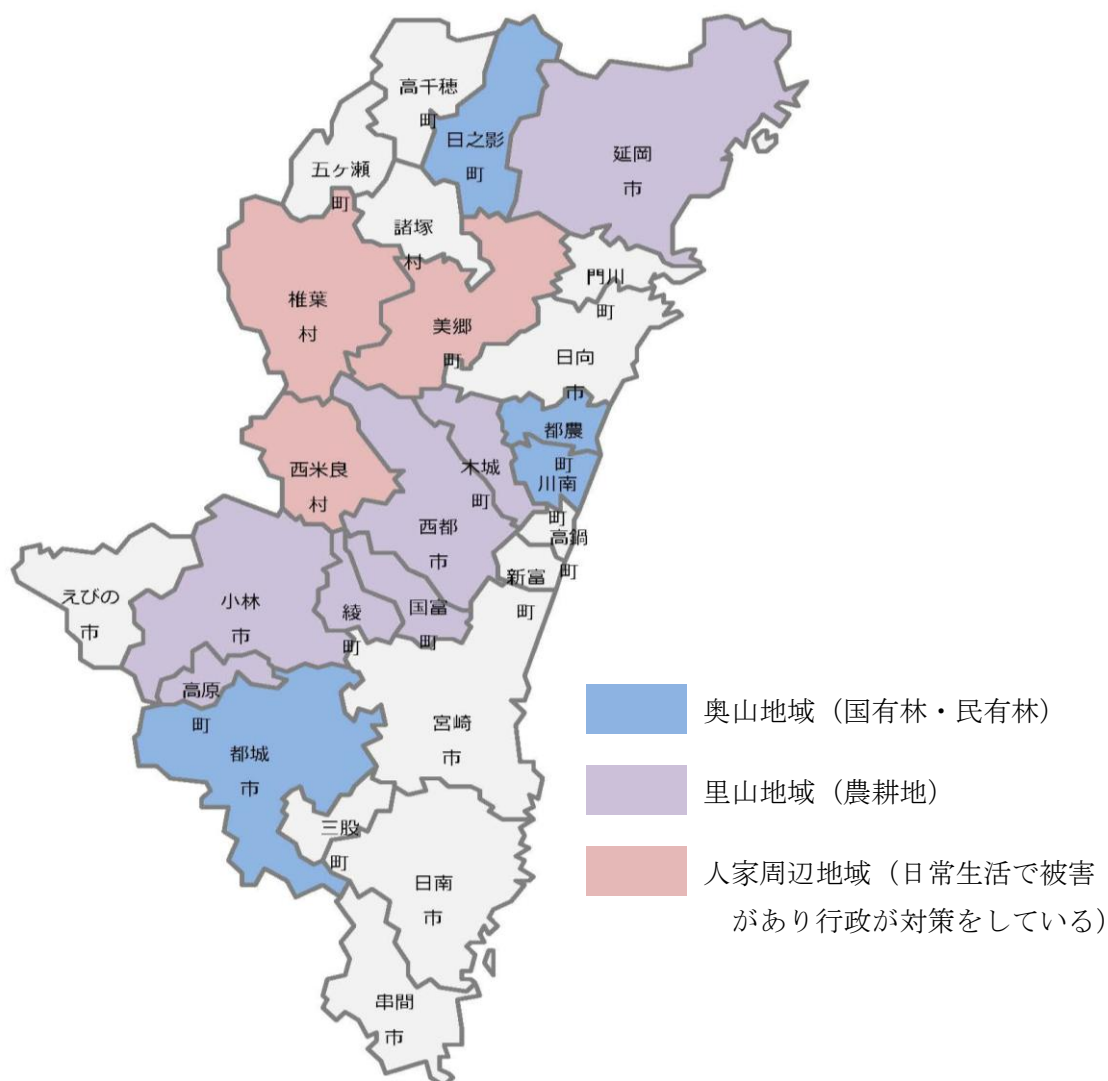 高千穂
町
日之影
町
延岡
市
五ヶ瀬
町
諸塚
村
門川
町
椎葉
村
美郷
町
日向
市
都農
町
木城
町
川南
町
西米良
村
西都
市
高鍋
町
新富
町
えびの
市
小林
市
綾
町
国富
町
高原
町
宮崎
市
都城
市
三股
町
日南
市
串間
市
奥山地域（国有林・民有林）
里山地域（農耕地）
人家周辺地域（日常生活で被害
があり行政が対策をしている）